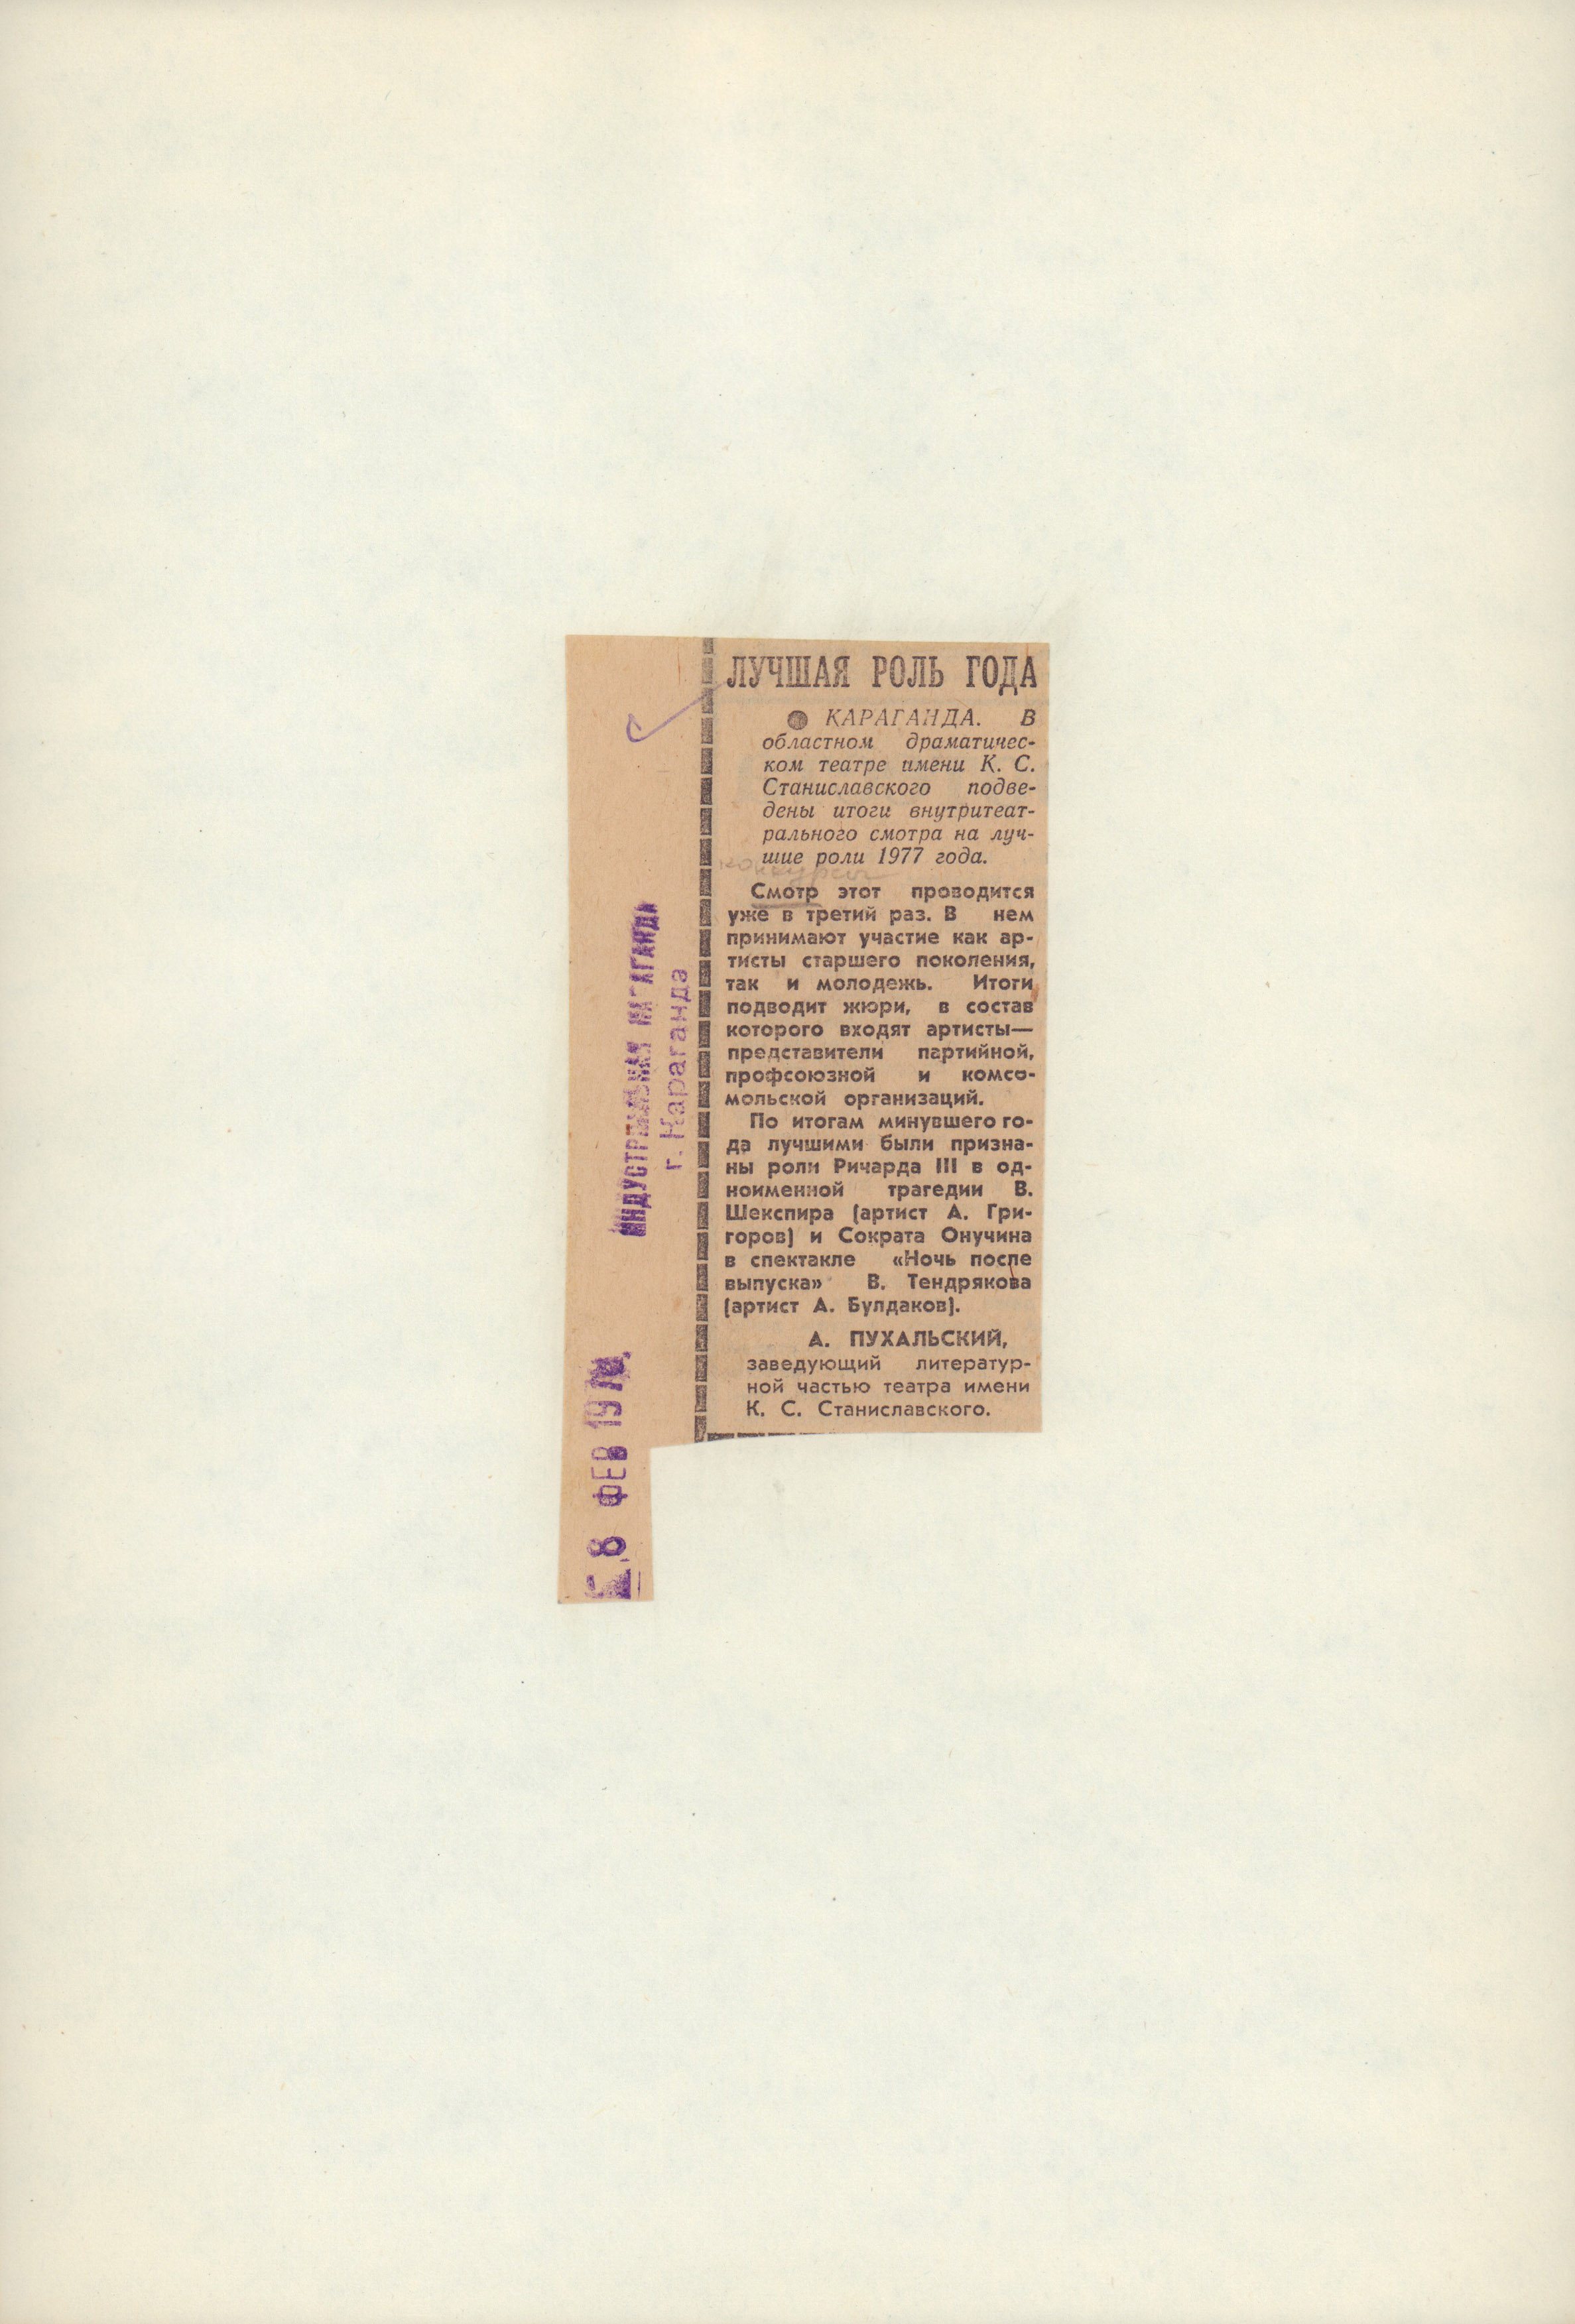 ЛУЧШАЯ РОЛЬ ГОДА
КАРАГАНДА. В
областном драматичес-
ком театре имени К. С.
Станиславского подве-
дены итоги внутритеат-
рального смотра на луч-
шие роли 1977 года.
конкурсы
Смотр этот проводится
уже в третий раз. В нем
принимают участие как ар-
тисты старшего поколения,
так и молодежь. Итоги
подводит жюри, в состав
которого входят артисты—
представители партийной,
профсоюзной и комсо-
мольской организаций.
По итогам минувшего го-
да лучшими были призна-
ны роли Ричарда III в од-
ноименной трагедии В.
Шекспира (артист А. Гри-
горов) и Сократа Онучина
в спектакле «Ночь после
выпуска» В. Тендрякова
(артист А. Булдаков).
А. ПУХАЛЬСКИЙ,
заведующий литератур-
ной частью театра имени
К. С. Станиславского.
ИНДУСТРИАЛЬНАЯ КАРАГАНДА
г. Караганда
8 ФЕВ 19